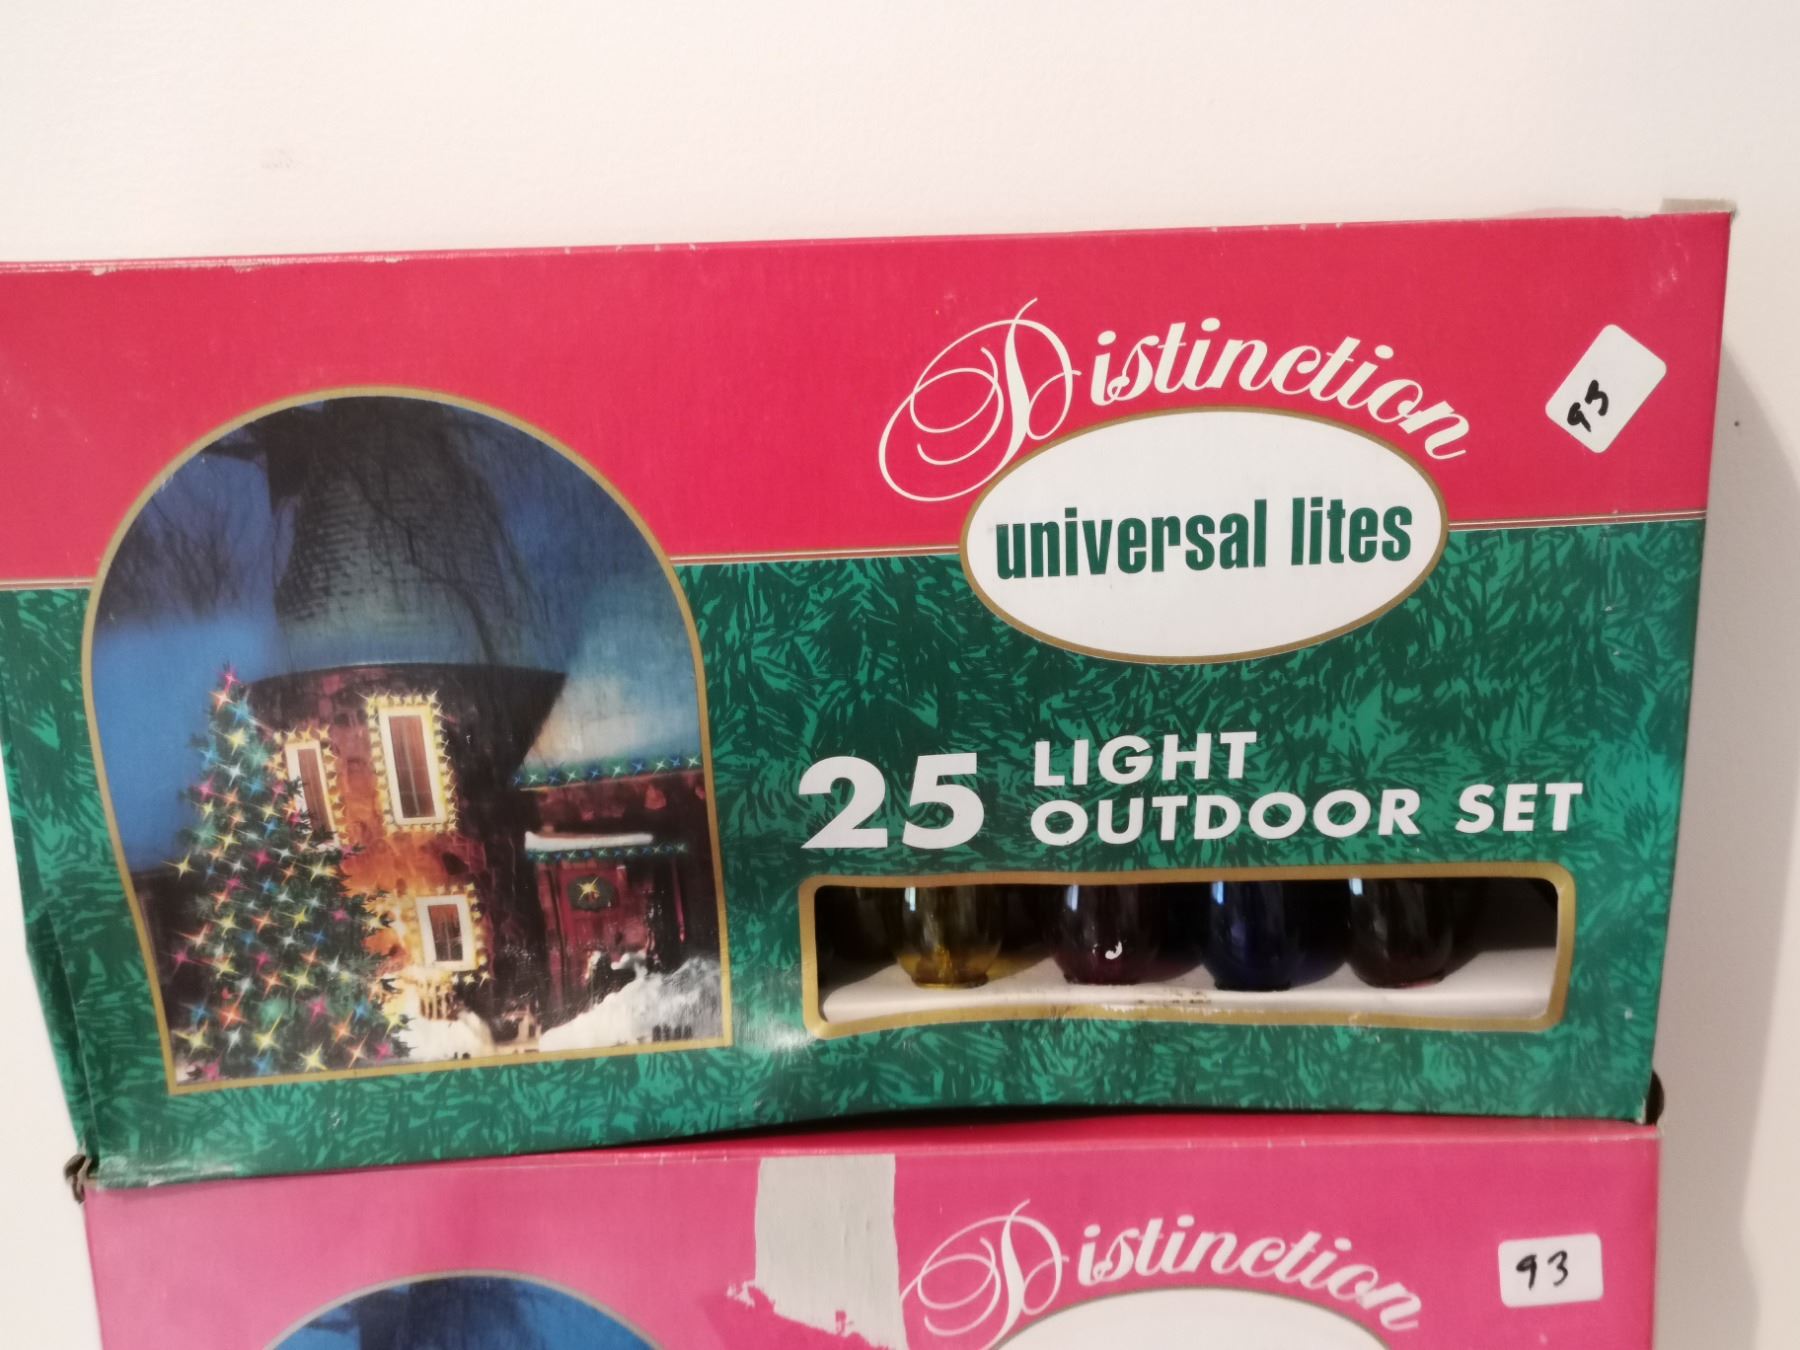 Distinction
universal lites
93
25 LIGHT
OUTDOOR SET
Distinction
93